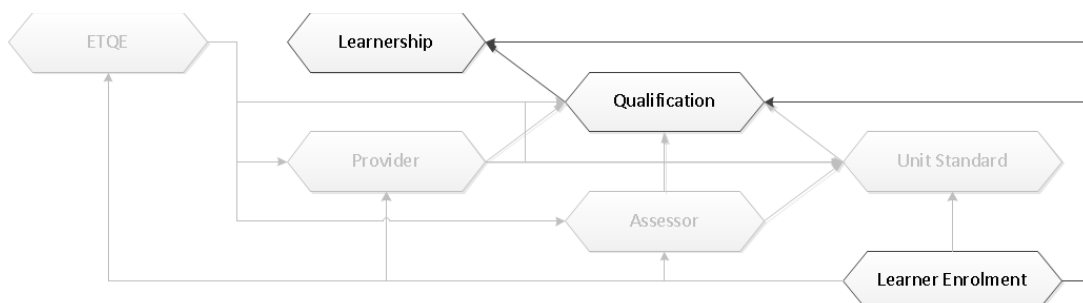 ETQE
Learnership
Qualification
Provider
Unit Standard
Assessor
Learner Enrolment